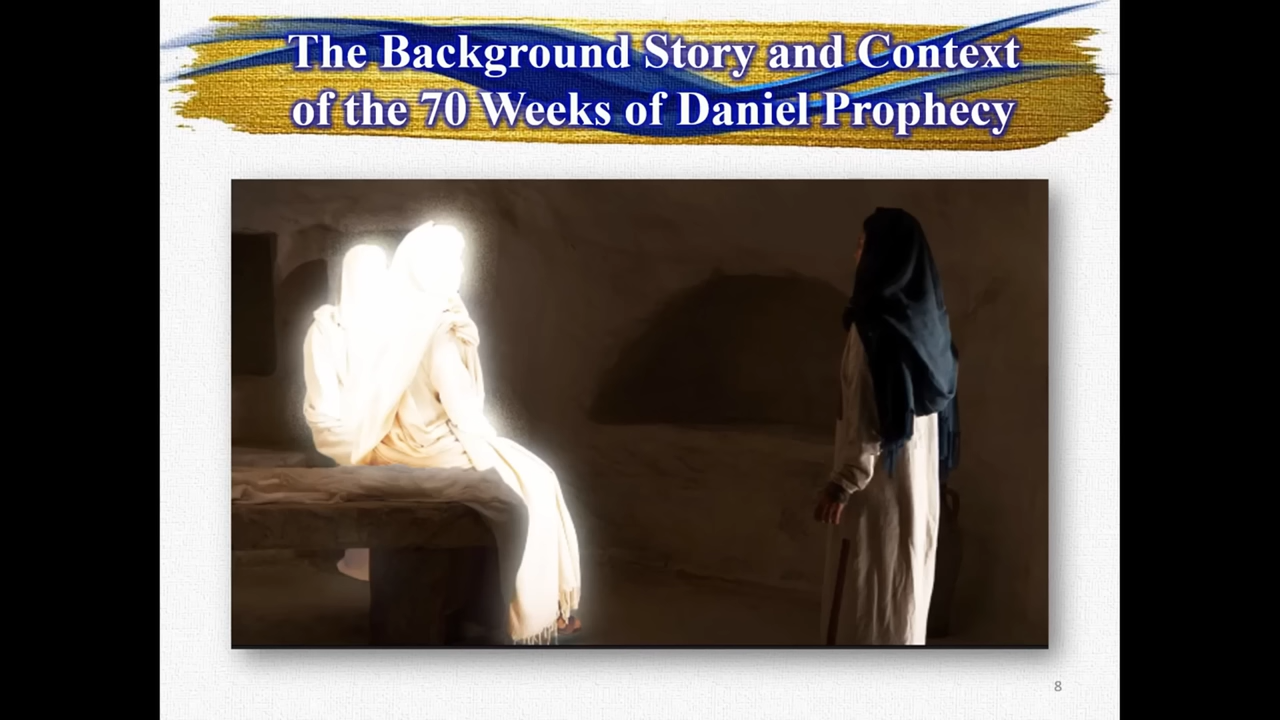 The Background Story and Context
of the 70 Weeks of Daniel Prophecy
8